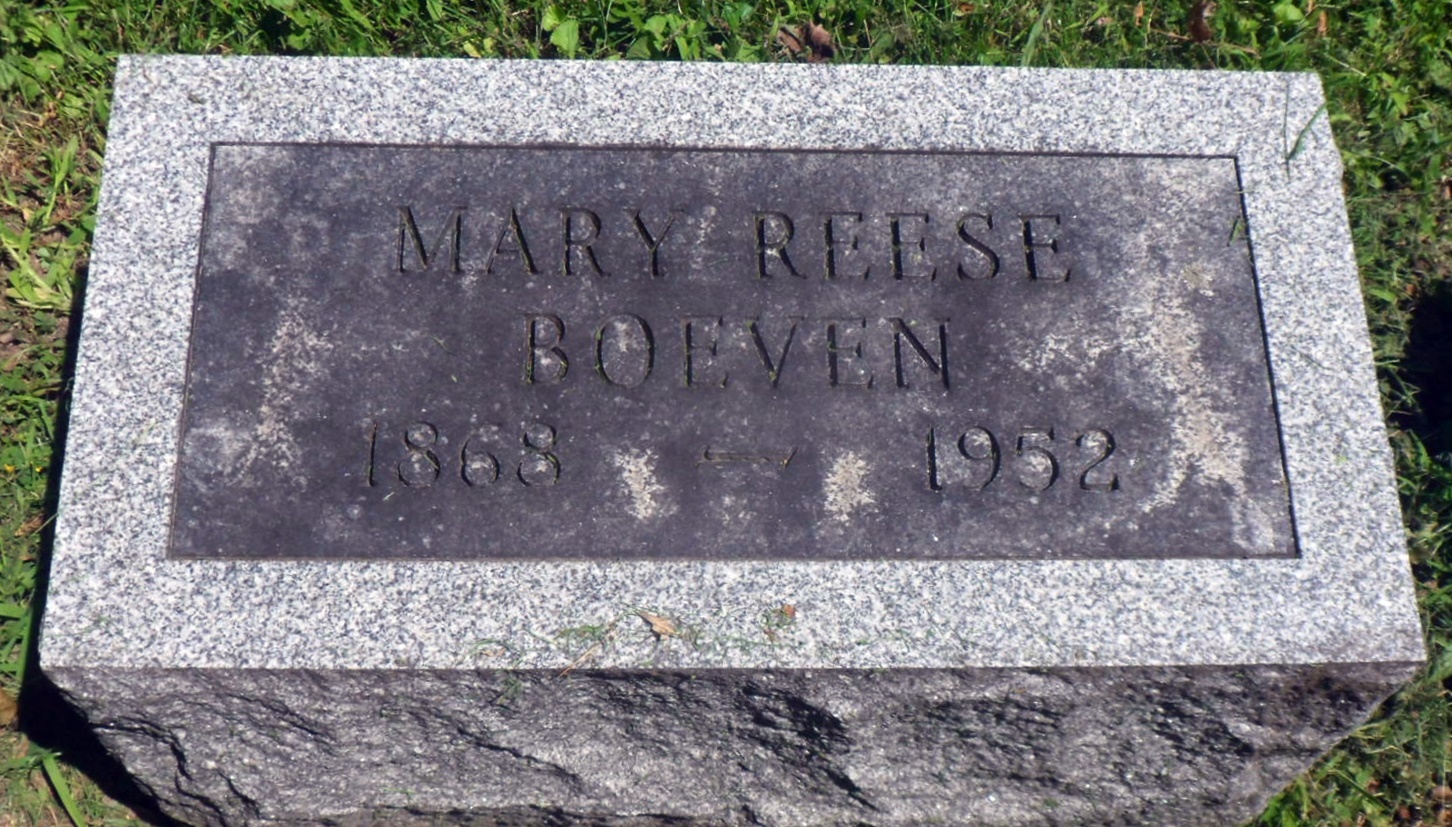 MARY REESE
BOEVEN
1868 — 1952